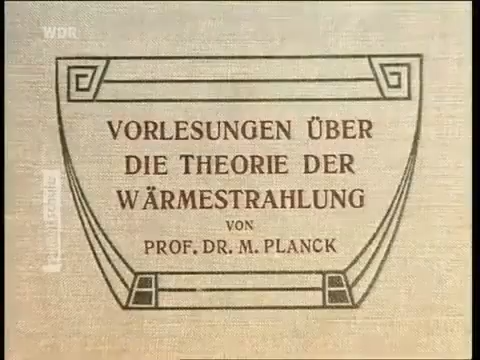 WDR
VORLESUNGEN ÜBER
DIE THEORIE DER
WÄRMESTRAHLUNG
VON
PROF. DR. M. PLANCK